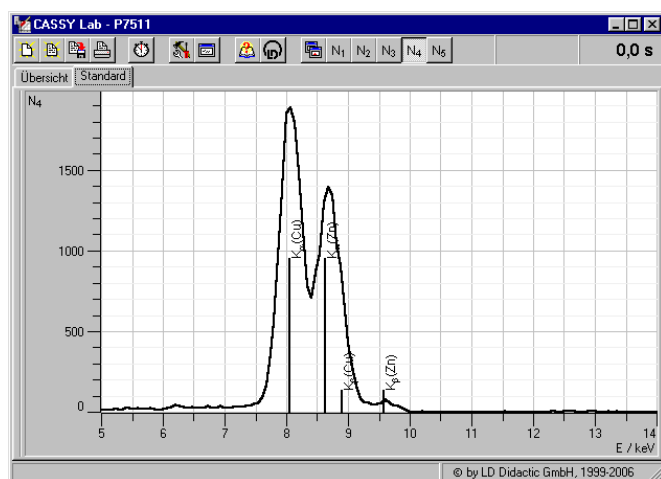 CASSY Lab - P7511
N1 N2 N3 N4 N5 0,0 s
Übersicht Standard
N4
1500
1000
500
0
Kα(Cu)
Kα(Zn)
Kβ(Cu)
Kβ(Zn)
5 6 7 8 9 10 11 12 13 14
E / keV
© by LD Didactic GmbH, 1999-2006